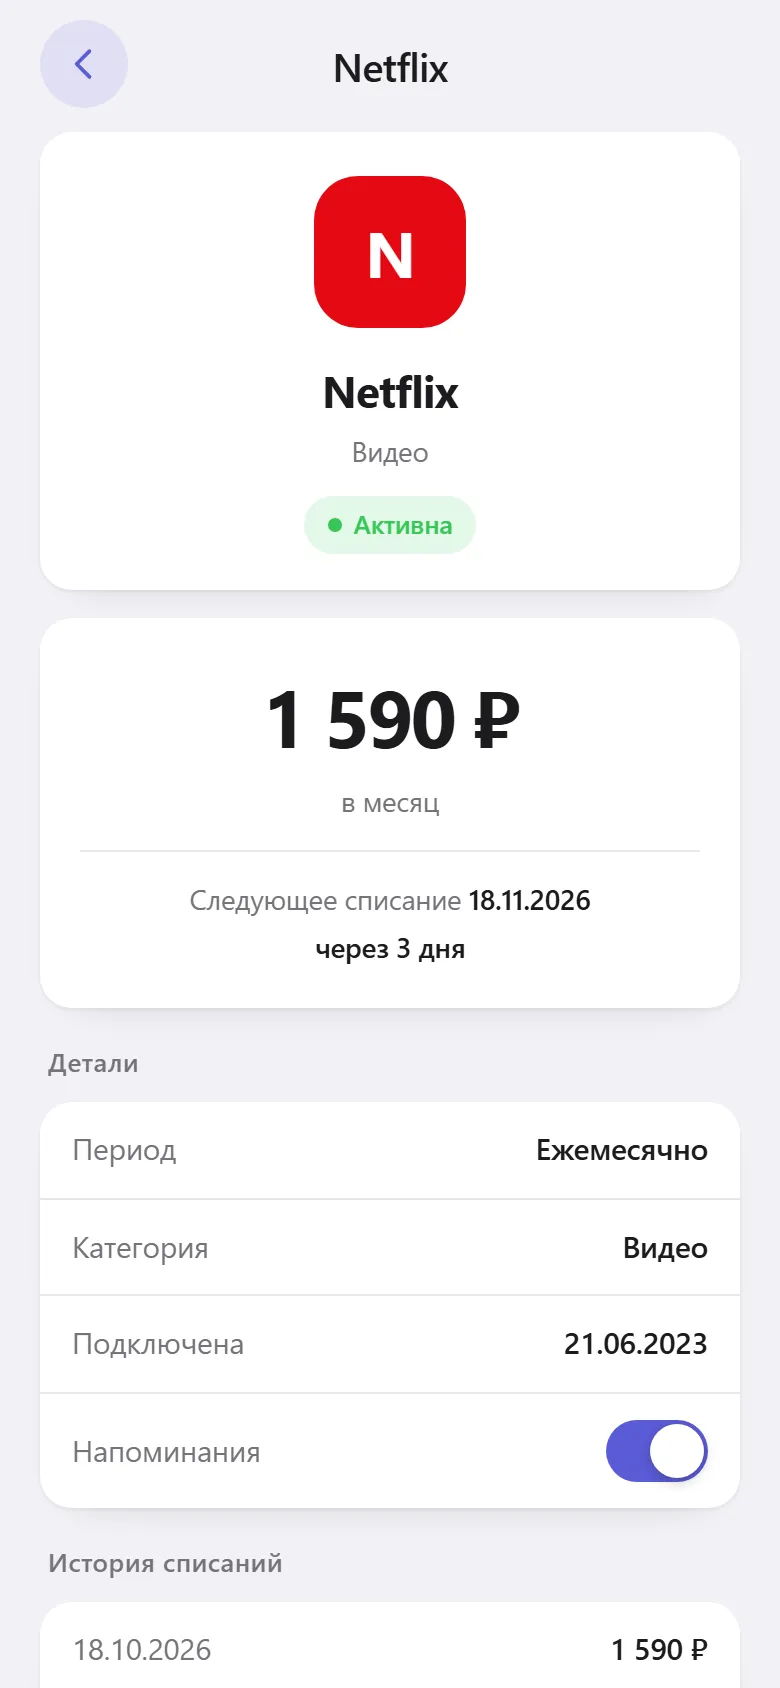 Netflix
N
Netflix
Видео
Активна
1 590 ₽
в месяц
Следующее списание 18.11.2026
через 3 дня
Детали
Период Ежемесячно
Категория Видео
Подключена 21.06.2023
Напоминания
История списаний
18.10.2026 1 590 ₽